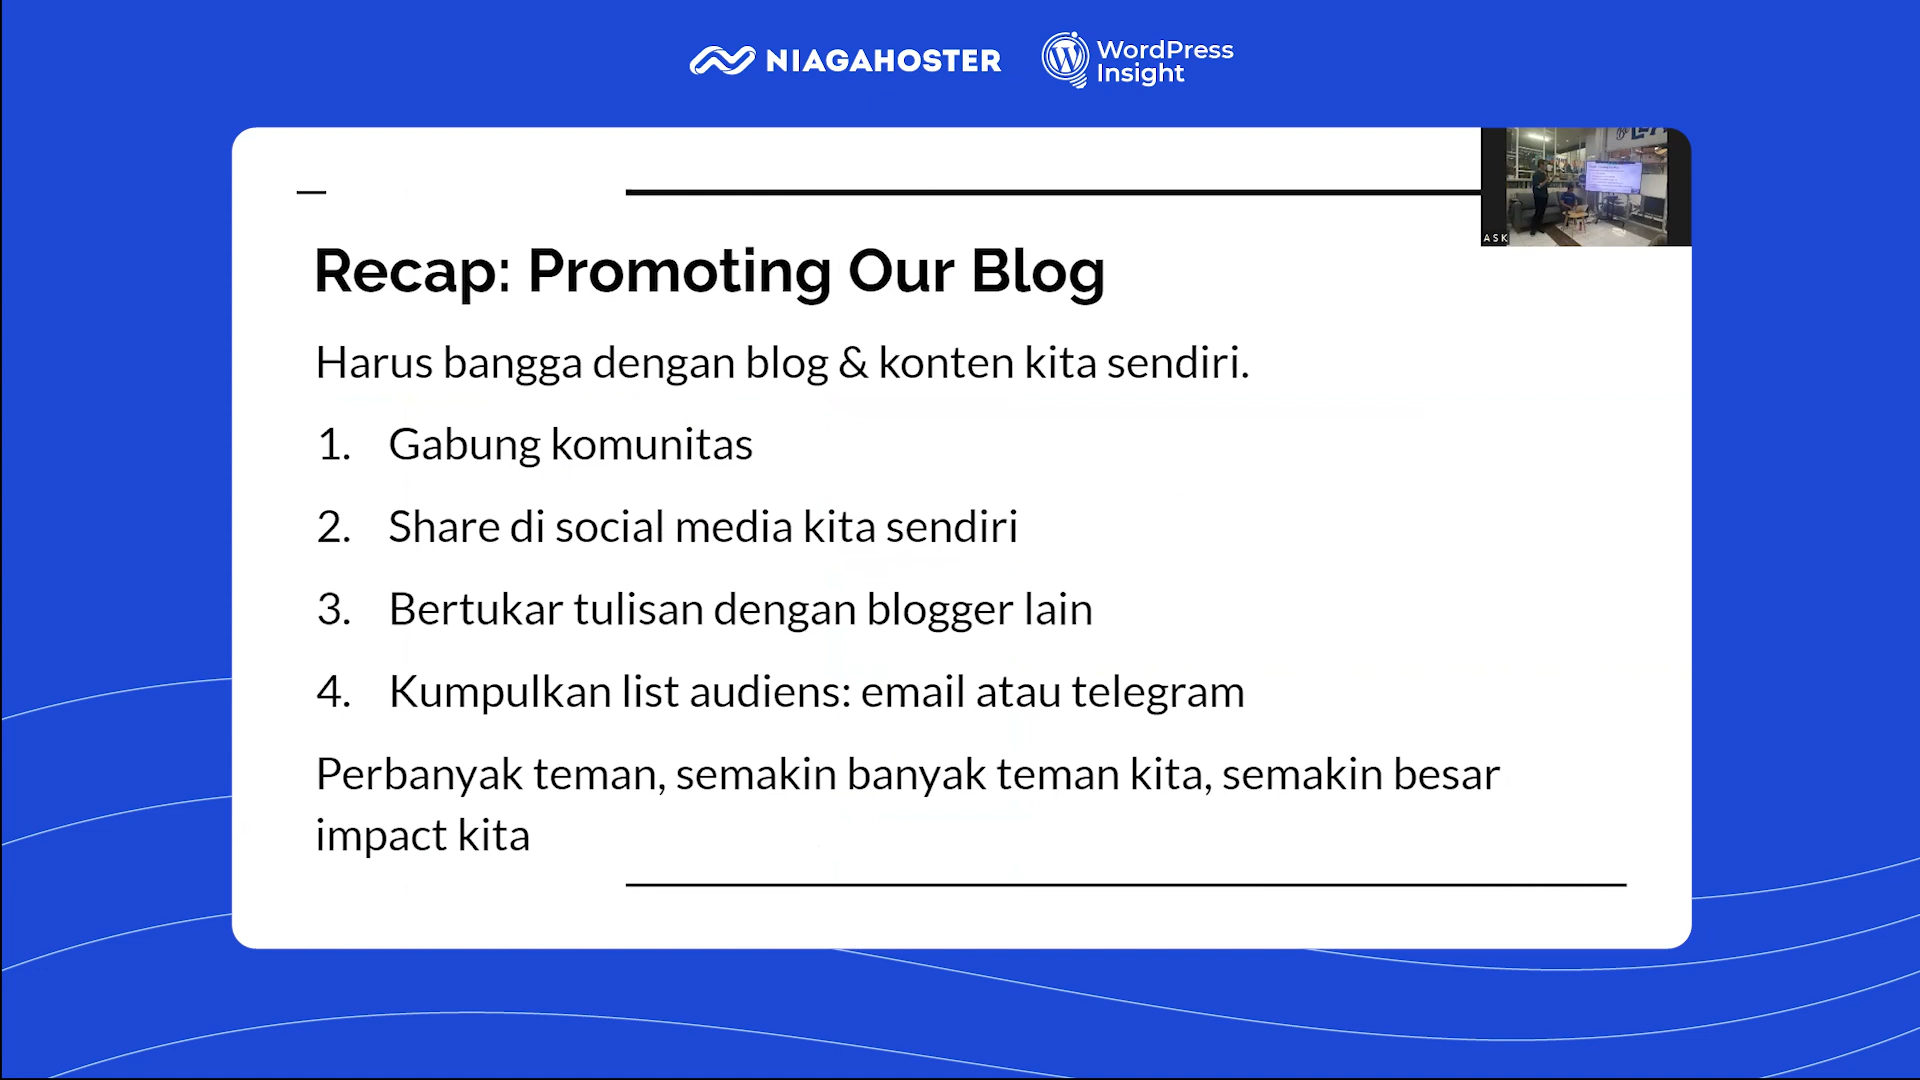 NIAGAHOSTER
WordPress
Insight
Recap: Promoting Our Blog
Harus bangga dengan blog & konten kita sendiri.
1. Gabung komunitas
2. Share di social media kita sendiri
3. Bertukar tulisan dengan blogger lain
4. Kumpulkan list audiens: email atau telegram
Perbanyak teman, semakin banyak teman kita, semakin besar
impact kita
ASK